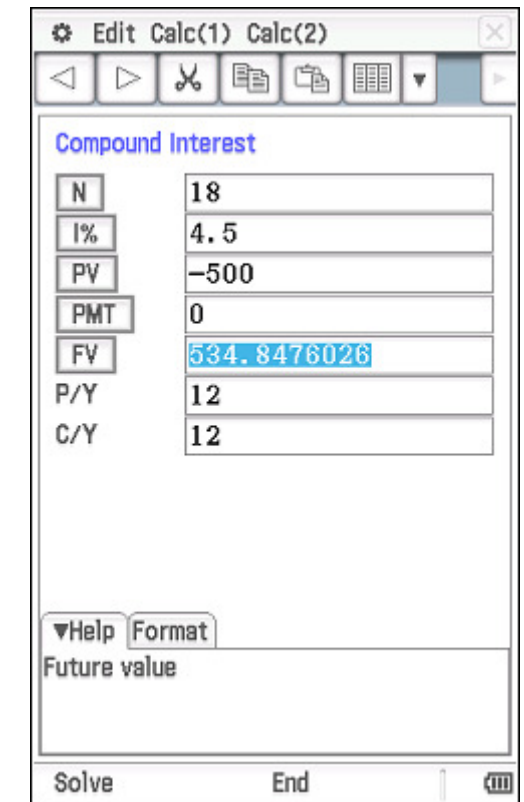 Edit Calc(1) Calc(2)
Compound Interest
N 18
I% 4.5
PV -500
PMT 0
FV 534.8476026
P/Y 12
C/Y 12
▼Help Format
Future value
Solve End